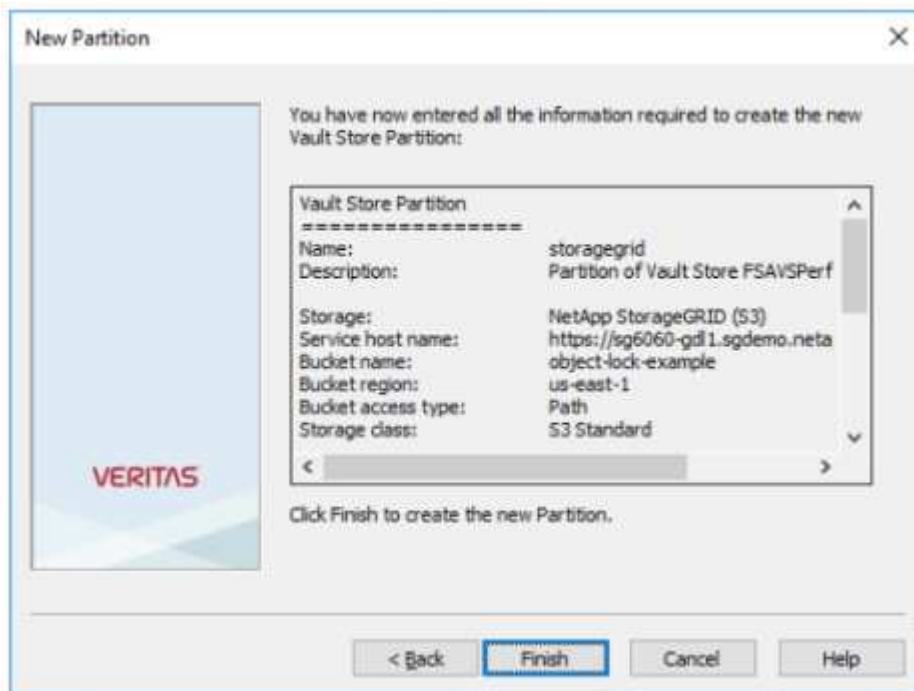 New Partition
You have now entered all the information required to create the new
Vault Store Partition:
Vault Store Partition
=================
Name: storagegrid
Description: Partition of Vault Store FSAVSPerf
Storage: NetApp StorageGRID (S3)
Service host name: https://sg6060-gdl1.sgdemo.neta
Bucket name: object-lock-example
Bucket region: us-east-1
Bucket access type: Path
Storage class: S3 Standard
VERITAS
Click Finish to create the new Partition.
< Back Finish Cancel Help